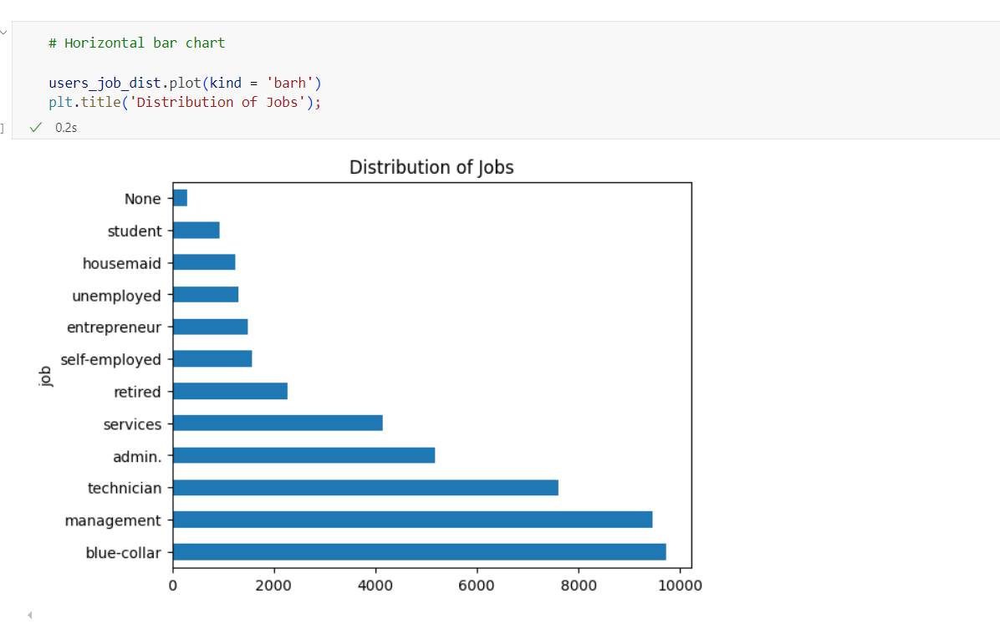 # Horizontal bar chart
users_job_dist.plot(kind = 'barh')
plt.title('Distribution of Jobs');
]
0.2s
Distribution of Jobs
None
student
housemaid
unemployed
entrepreneur
self-employed
job
retired
services
admin.
technician
management
blue-collar
0 2000 4000 6000 8000 10000